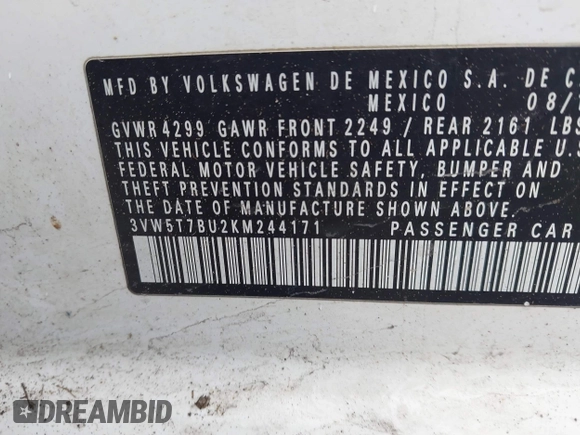 MFD BY VOLKSWAGEN DE MEXICO S.A. DE C
MEXICO 08/
GVWR 4299 GAWR FRONT 2249 / REAR 2161 LBS
THIS VEHICLE CONFORMS TO ALL APPLICABLE U.S
FEDERAL MOTOR VEHICLE SAFETY, BUMPER AND
THEFT PREVENTION STANDARDS IN EFFECT ON
THE DATE OF MANUFACTURE SHOWN ABOVE.
3VW5T7BU2KM244171 PASSENGER CAR
DREAMBID